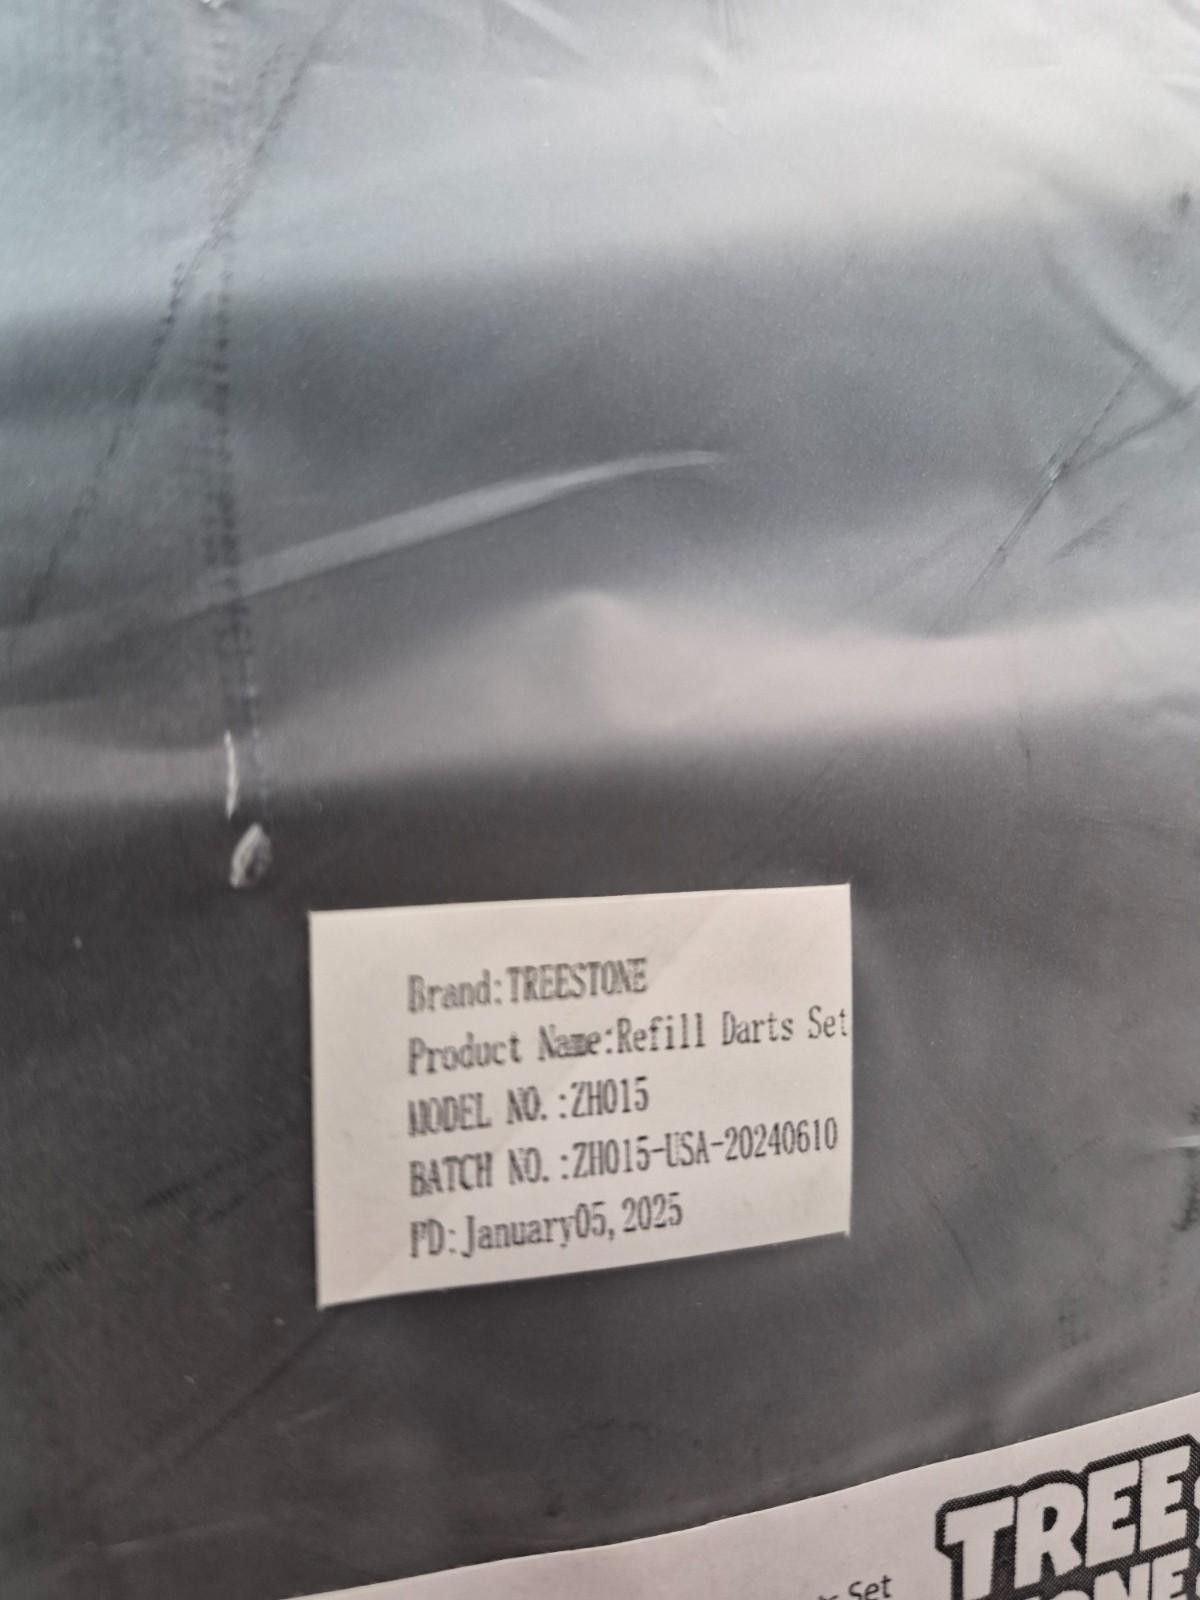 Brand:TREESTONE
Product Name:Refill Darts Set
MODEL NO.:ZH015
BATCH NO.:ZH015-USA-20240610
PD:January05,2025
Set
TREE